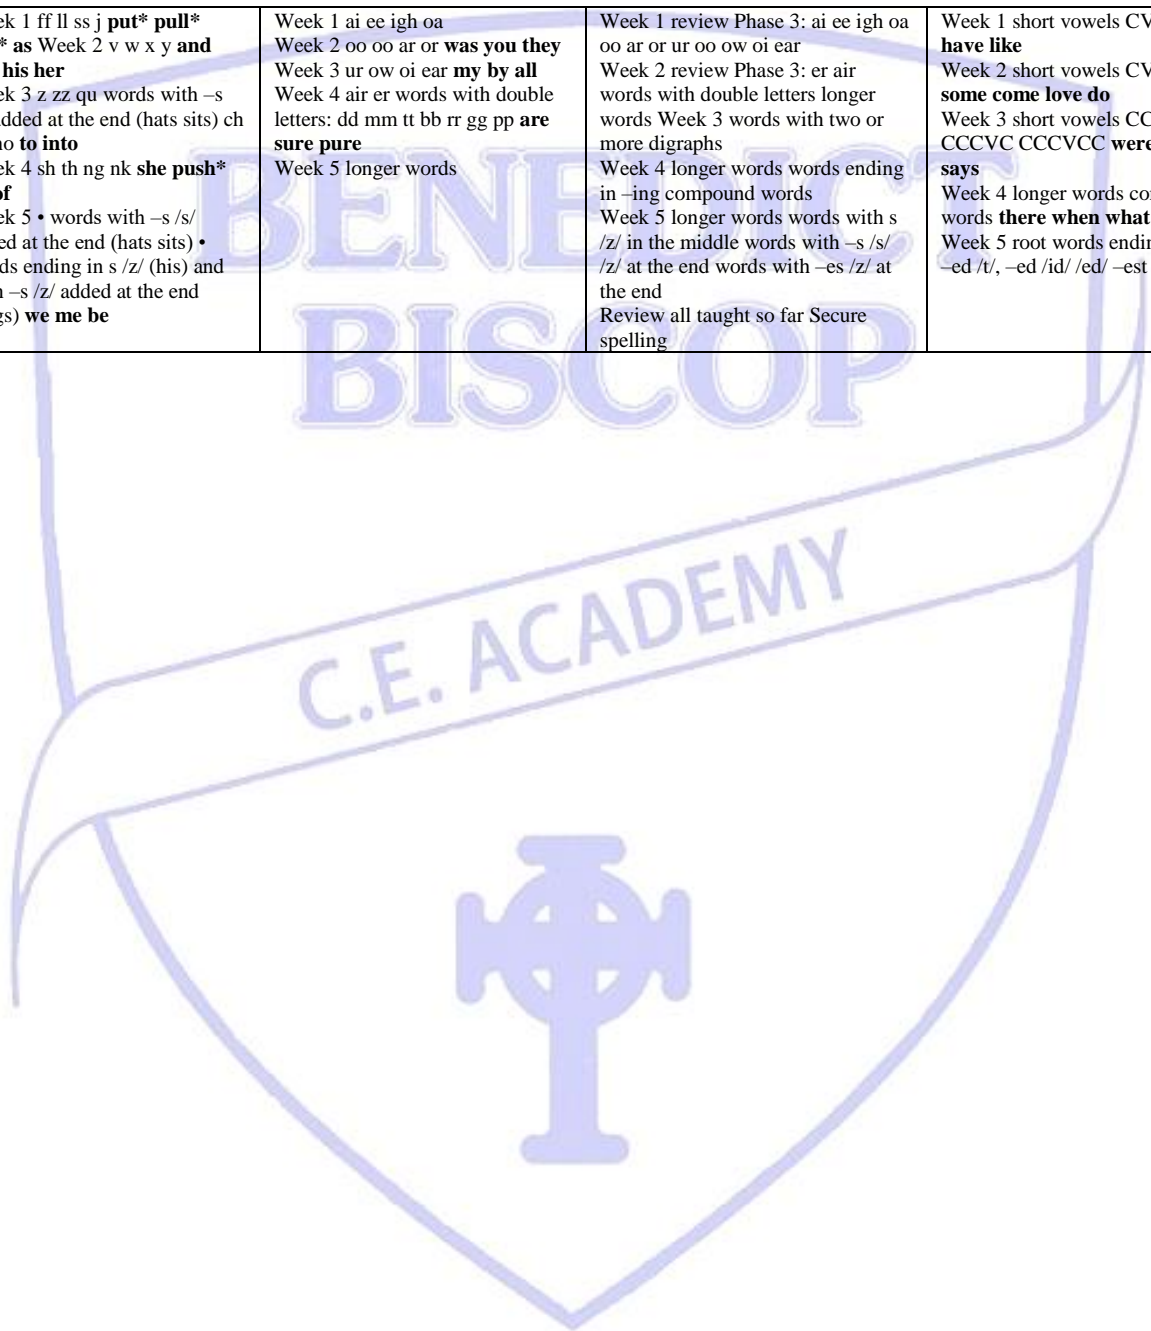 ek 1 ff ll ss j put* pull*
* as Week 2 v w x y and
his her
ek 3 z zz qu words with –s
dded at the end (hats sits) ch
o to into
ek 4 sh th ng nk she push*
of
ek 5 • words with –s /s/
ed at the end (hats sits) •
ds ending in s /z/ (his) and
–s /z/ added at the end
gs) we me be
Week 1 ai ee igh oa
Week 2 oo oo ar or was you they
Week 3 ur ow oi ear my by all
Week 4 air er words with double
letters: dd mm tt bb rr gg pp are
sure pure
Week 5 longer words
Week 1 review Phase 3: ai ee igh oa
oo ar or ur oo ow oi ear
Week 2 review Phase 3: er air
words with double letters longer
words Week 3 words with two or
more digraphs
Week 4 longer words words ending
in –ing compound words
Week 5 longer words words with s
/z/ in the middle words with –s /s/
/z/ at the end words with –es /z/ at
the end
Review all taught so far Secure
spelling
Week 1 short vowels CV
have like
Week 2 short vowels CV
some come love do
Week 3 short vowels CC
CCCVC CCCVCC were
says
Week 4 longer words co
words there when what
Week 5 root words endin
–ed /t/, –ed /id/ /ed/ –est
BENEDICT
BISCOP
C.E. ACADEMY